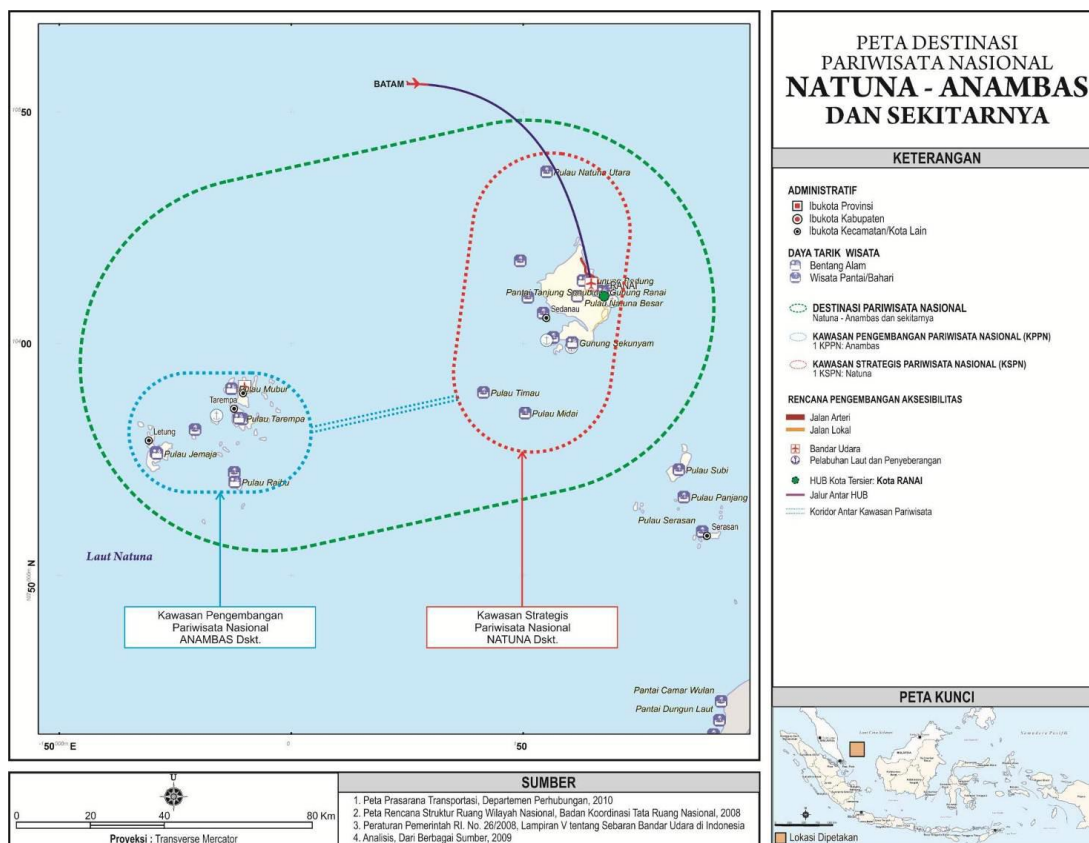 BATAM
50
00
50
N
50
E
0
50
Pulau Natuna Utara
RANAI
Pantai Tanjung
Gunung Ranai
Pulau Natuna Besar
Sedanau
Gunung Sekunyam
Pulau Timau
Pulau Midai
Pulau Mubur
Tarempa
Pulau Tarempa
Letung
Pulau Jemaja
Pulau Raibu
Pulau Subi
Pulau Panjang
Pulau Serasan
Serasan
Laut Natuna
Kawasan Pengembangan
Pariwisata Nasional
ANAMBAS Dskt.
Kawasan Strategis
Pariwisata Nasional
NATUNA Dskt.
Pantai Camar Wulan
Pantai Dungun Laut
PETA DESTINASI
PARIWISATA NASIONAL
NATUNA - ANAMBAS
DAN SEKITARNYA
KETERANGAN
ADMINISTRATIF
Ibukota Provinsi
Ibukota Kabupaten
Ibukota Kecamatan/Kota Lain
DAYA TARIK WISATA
Bentang Alam
Wisata Pantai/Bahari
DESTINASI PARIWISATA NASIONAL
Natuna - Anambas dan sekitarnya
KAWASAN PENGEMBANGAN PARIWISATA NASIONAL (KPPN)
1 KPPN: Anambas
KAWASAN STRATEGIS PARIWISATA NASIONAL (KSPN)
1 KSPN: Natuna
RENCANA PENGEMBANGAN AKSESIBILITAS
Jalan Arteri
Jalan Lokal
Bandar Udara
Pelabuhan Laut dan Penyeberangan
HUB Kota Tersier: Kota RANAI
Jalur Antar HUB
Koridor Antar Kawasan Pariwisata
PETA KUNCI
Lokasi Dipetakan
U
0 20 40 60 80 Km
Proyeksi : Transverse Mercator
SUMBER
1. Peta Prasarana Transportasi, Departemen Perhubungan, 2010
2. Peta Rencana Struktur Ruang Wilayah Nasional, Badan Koordinasi Tata Ruang Nasional, 2008
3. Peraturan Pemerintah RI. No. 26/2008, Lampiran V tentang Sebaran Bandar Udara di Indonesia
4. Analisis, Dari Berbagai Sumber, 2009